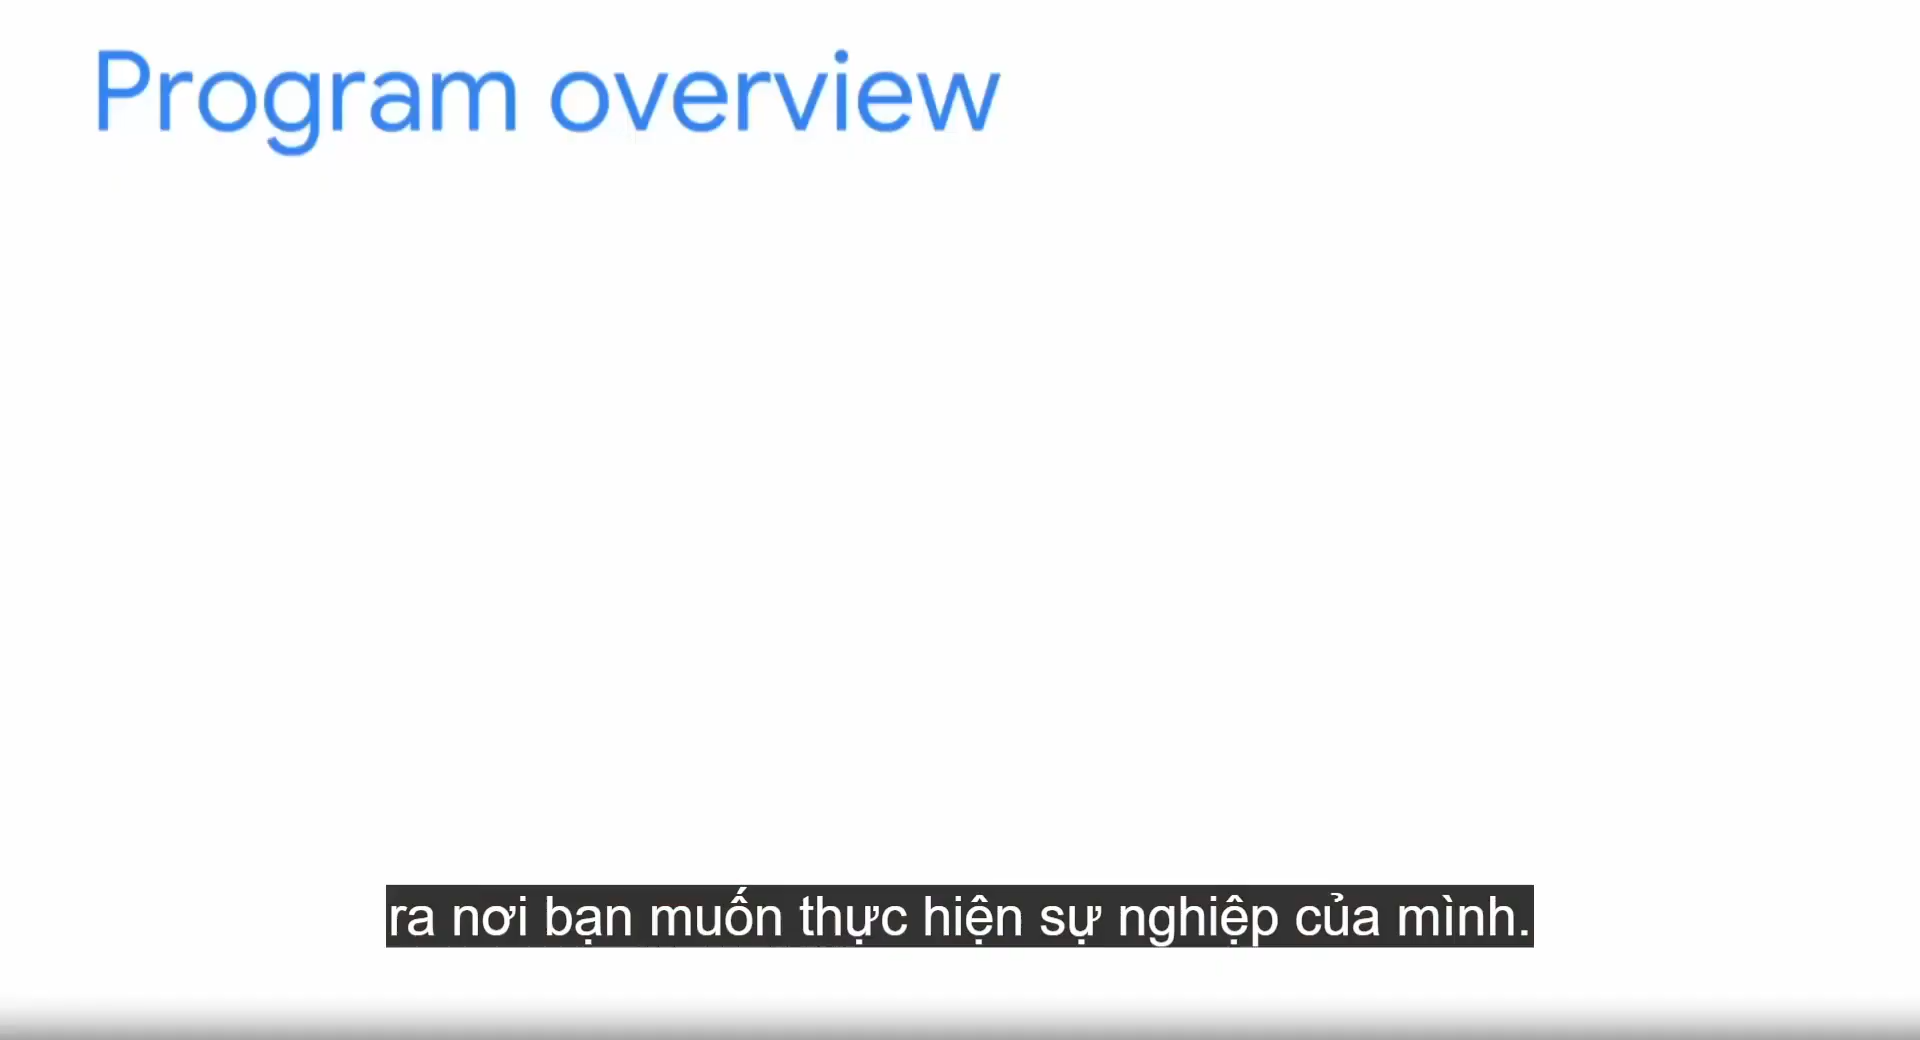 Program overview
ra nơi bạn muốn thực hiện sự nghiệp của mình.